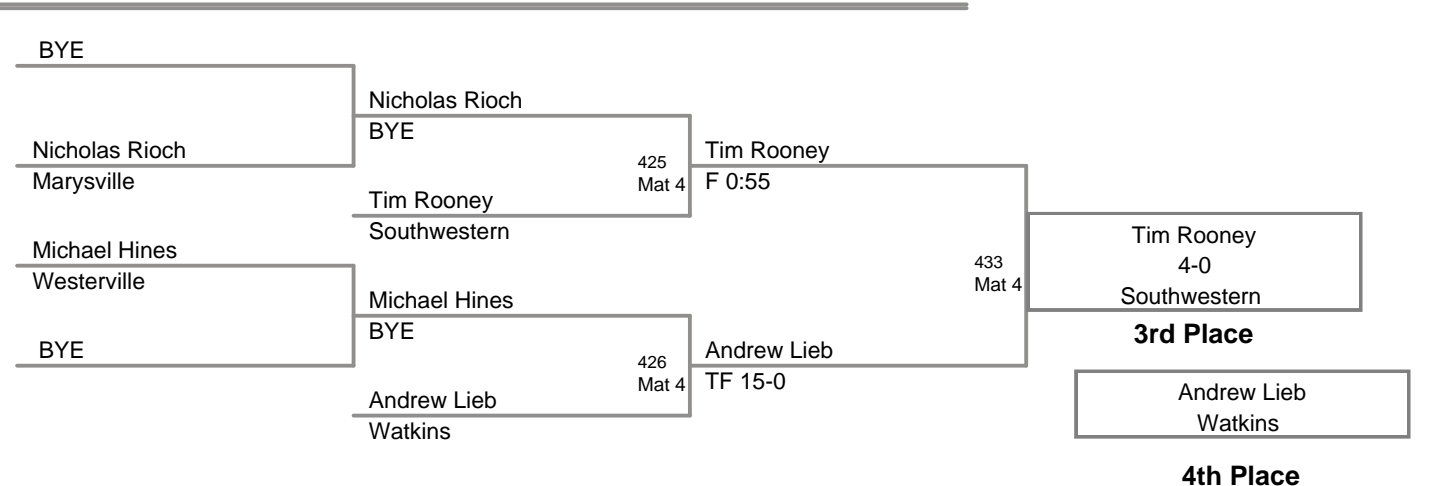 BYE
Nicholas Rioch
BYE
Nicholas Rioch
Marysville
425
Mat 4
Tim Rooney
F 0:55
Tim Rooney
Southwestern
Michael Hines
Westerville
433
Mat 4
Tim Rooney
4-0
Southwestern
3rd Place
Michael Hines
BYE
BYE
426
Mat 4
Andrew Lieb
TF 15-0
Andrew Lieb
Watkins
Andrew Lieb
Watkins
4th Place